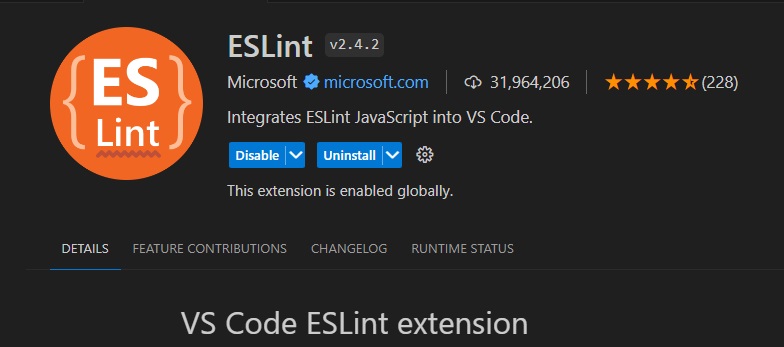 {ES
Lint}
ESLint v2.4.2
Microsoft microsoft.com 31,964,206 (228)
Integrates ESLint JavaScript into VS Code.
Disable Uninstall
This extension is enabled globally.
DETAILS FEATURE CONTRIBUTIONS CHANGELOG RUNTIME STATUS
VS Code ESLint extension